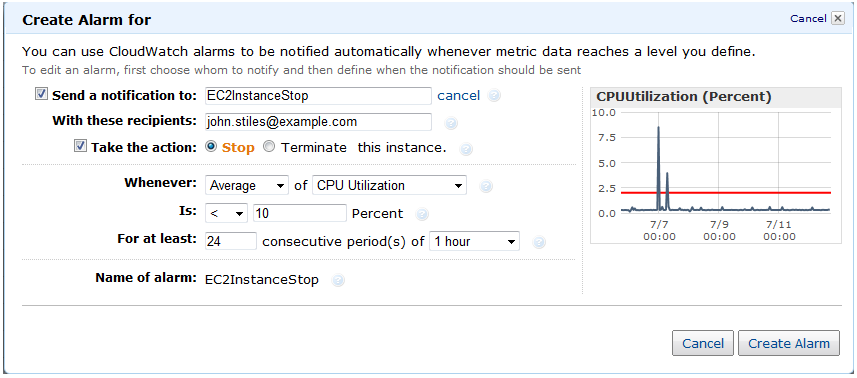 Create Alarm for
Cancel
You can use CloudWatch alarms to be notified automatically whenever metric data reaches a level you define.
To edit an alarm, first choose whom to notify and then define when the notification should be sent
Send a notification to: EC2InstanceStop cancel ?
With these recipients: john.stiles@example.com ?
Take the action: Stop Terminate this instance. ?
Whenever: Average of CPU Utilization ?
Is: < 10 Percent ?
For at least: 24 consecutive period(s) of 1 hour ?
Name of alarm: EC2InstanceStop ?
CPUUtilization (Percent)
10.0
7.5
5.0
2.5
0.0
7/7 7/9 7/11
00:00 00:00 00:00
Cancel Create Alarm